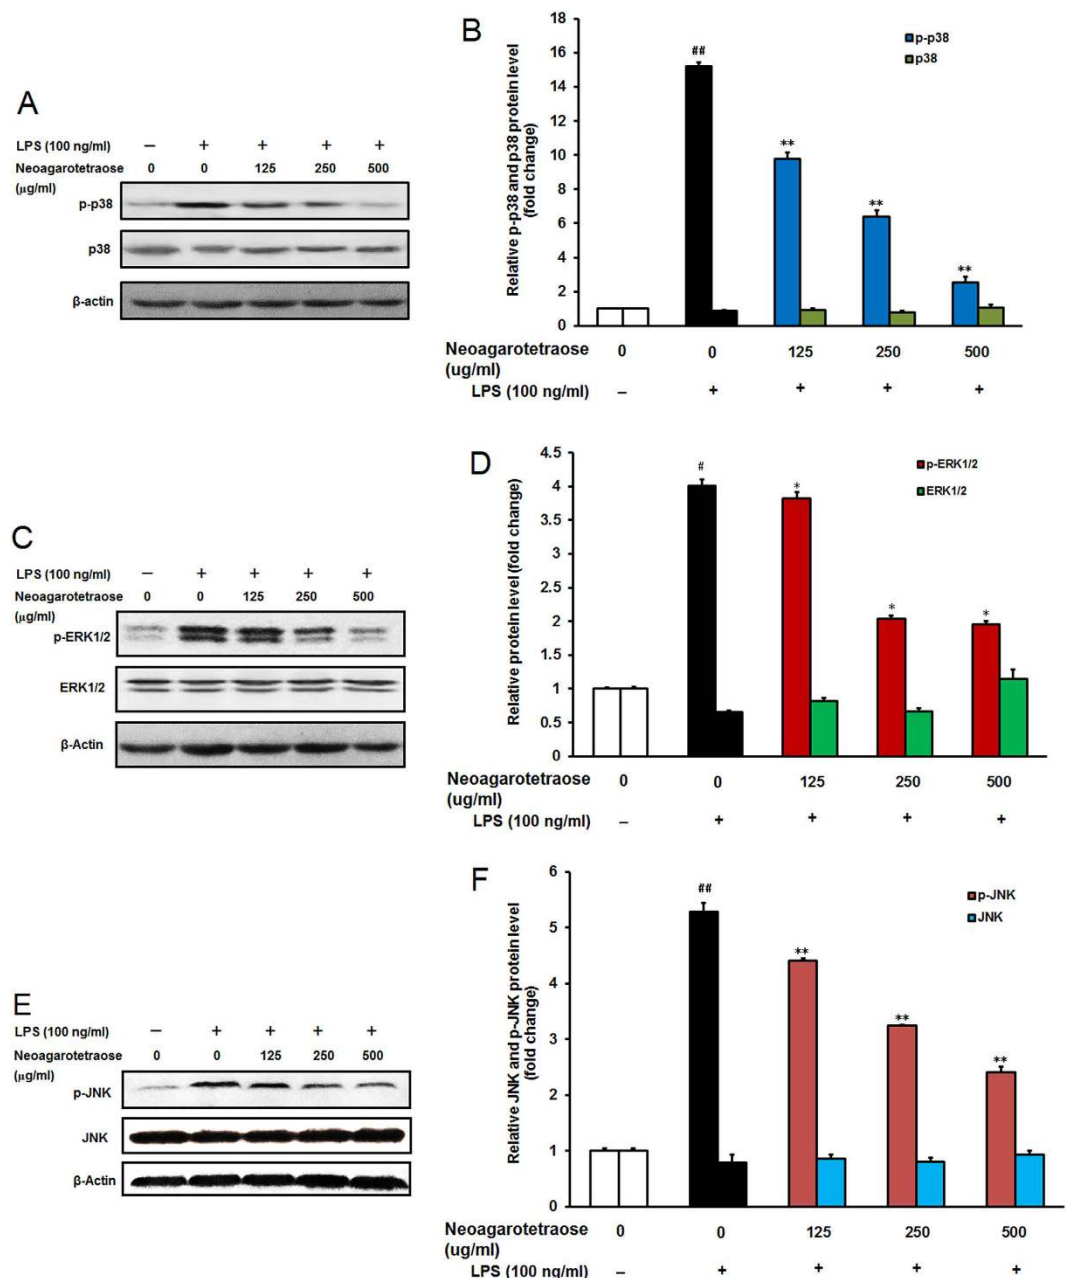 A
LPS (100 ng/ml) – + + + +
Neoagarotetraose 0 0 125 250 500
(μg/ml)
p-p38
p38
β-actin
B
Relative p-p38 and p38 protein level
(fold change)
18
16
14
12
10
8
6
4
2
0
p-p38
p38
##
**
**
**
Neoagarotetraose 0 0 125 250 500
(ug/ml)
LPS (100 ng/ml) – + + + +
C
LPS (100 ng/ml) – + + + +
Neoagarotetraose 0 0 125 250 500
(μg/ml)
p-ERK1/2
ERK1/2
β-Actin
D
Relative protein level (fold change)
4.5
4
3.5
3
2.5
2
1.5
1
0.5
0
p-ERK1/2
ERK1/2
#
*
*
*
Neoagarotetraose 0 0 125 250 500
(ug/ml)
LPS (100 ng/ml) – + + + +
E
LPS (100 ng/ml) – + + + +
Neoagarotetraose 0 0 125 250 500
(μg/ml)
p-JNK
JNK
β-Actin
F
Relative JNK and p-JNK protein level
(fold change)
6
5
4
3
2
1
0
p-JNK
JNK
##
**
**
**
Neoagarotetraose 0 0 125 250 500
(ug/ml)
LPS (100 ng/ml) – + + + +